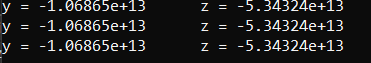 y = -1.06865e+13 z = -5.34324e+13
y = -1.06865e+13 z = -5.34324e+13
y = -1.06865e+13 z = -5.34324e+13